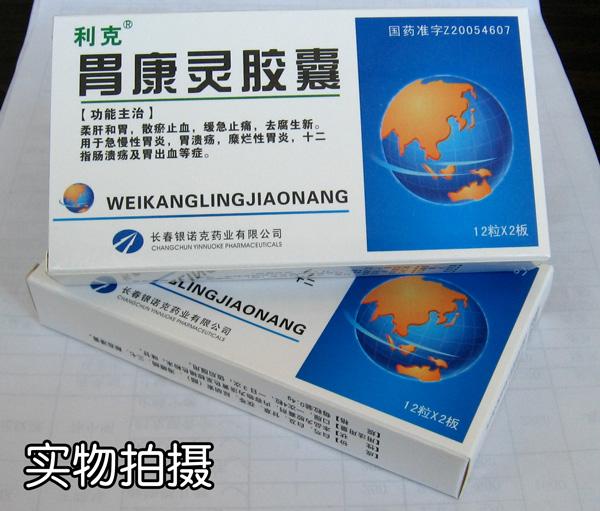 利克®
国药准字Z20054607
胃康灵胶囊
【功能主治】
柔肝和胃，散瘀止血，缓急止痛，去腐生新。
用于急慢性胃炎，胃溃疡，糜烂性胃炎，十二
指肠溃疡及胃出血等症。
WEIKANGLINGJIAONANG
长春银诺克药业有限公司
CHANGCHUN YINNUOKE PHARMACEUTICALS
12粒X2板
GLINGJIAONANG
长春银诺克药业有限公司
CHANGCHUN YINNUOKE PHARMACEUTICALS
12粒X2板
实物拍摄